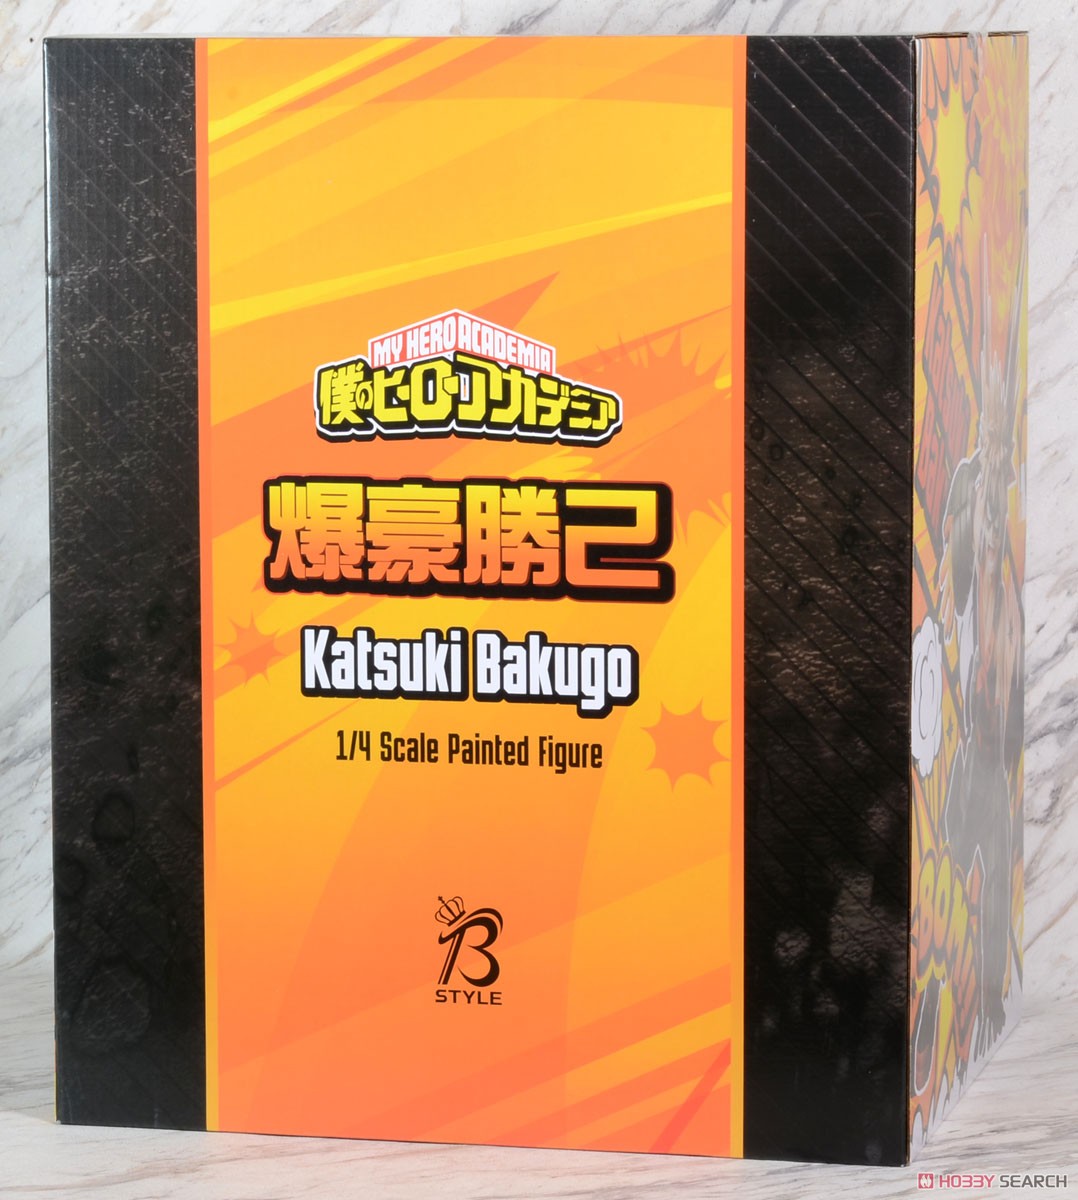 MY HERO ACADEMIA
僕のヒーローアカデミア
爆豪勝己
Katsuki Bakugo
1/4 Scale Painted Figure
B
STYLE
HOBBY SEARCH